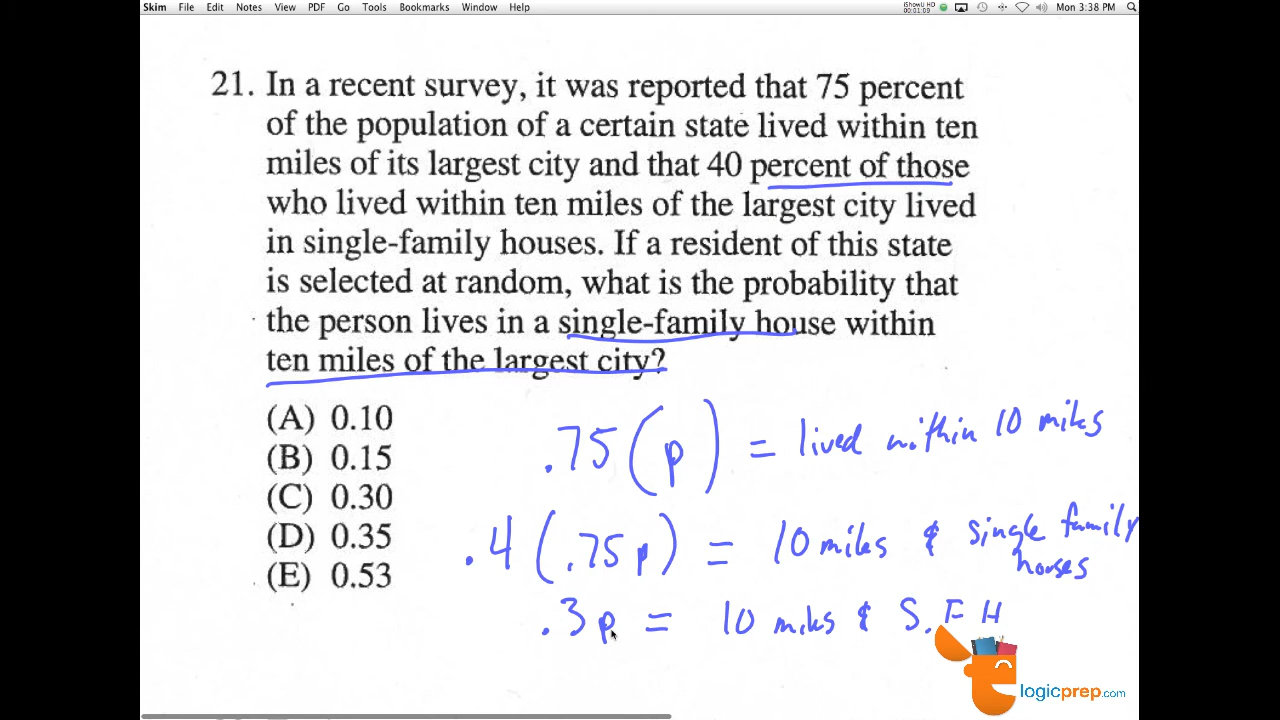 Skim File Edit Notes View PDF Go Tools Bookmarks Window Help iShowU HD 00:01:09 Mon 3:38 PM
21. In a recent survey, it was reported that 75 percent
of the population of a certain state lived within ten
miles of its largest city and that 40 percent of those
who lived within ten miles of the largest city lived
in single-family houses. If a resident of this state
is selected at random, what is the probability that
the person lives in a single-family house within
ten miles of the largest city?
(A) 0.10
(B) 0.15
(C) 0.30
(D) 0.35
(E) 0.53
.75 (p) = lived within 10 miles
.4 (.75p) = 10 miles & single family
houses
.3p = 10 miles & S.F H
logicprep.com